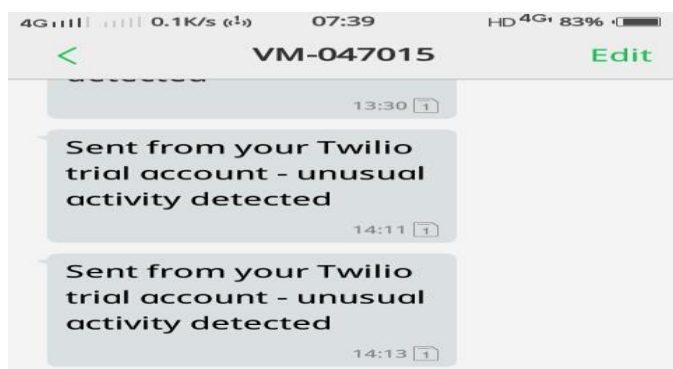 4G 0.1K/s 07:39 HD 4G 83%
< VM-047015 Edit
detected
13:30 1
Sent from your Twilio
trial account - unusual
activity detected
14:11 1
Sent from your Twilio
trial account - unusual
activity detected
14:13 1